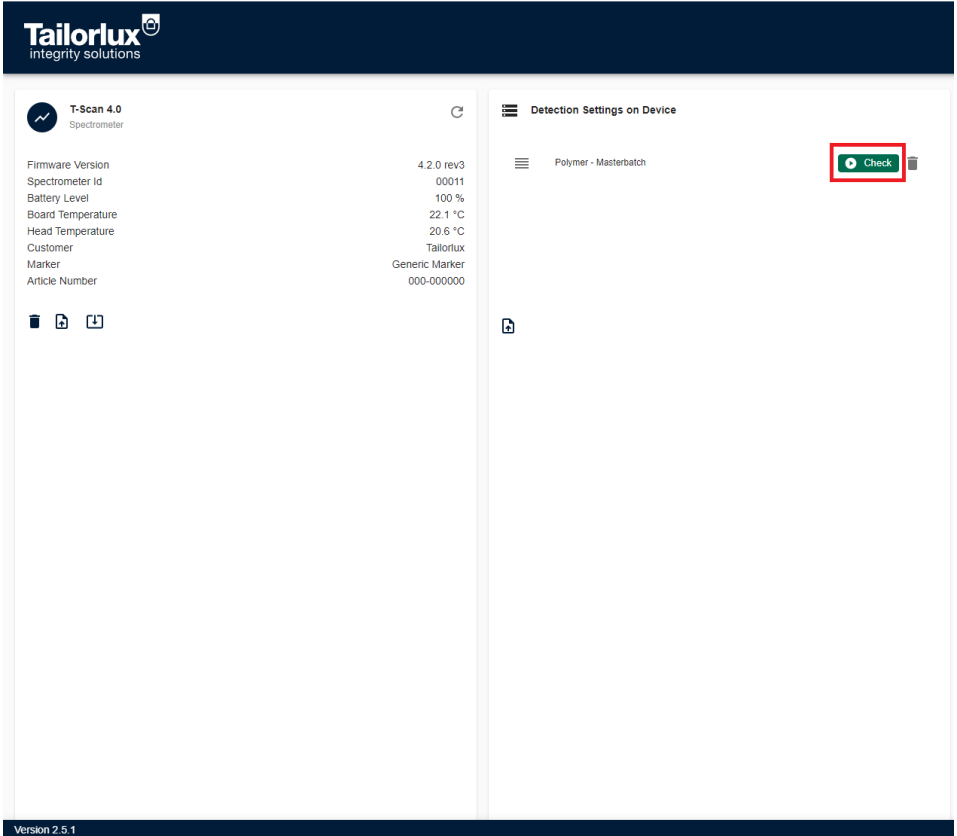 Tailorlux
integrity solutions
T-Scan 4.0
Spectrometer
Firmware Version 4.2.0 rev3
Spectrometer Id 00011
Battery Level 100 %
Board Temperature 22.1 °C
Head Temperature 20.6 °C
Customer Tailorlux
Marker Generic Marker
Article Number 000-000000
Detection Settings on Device
Polymer - Masterbatch Check
Version 2.5.1